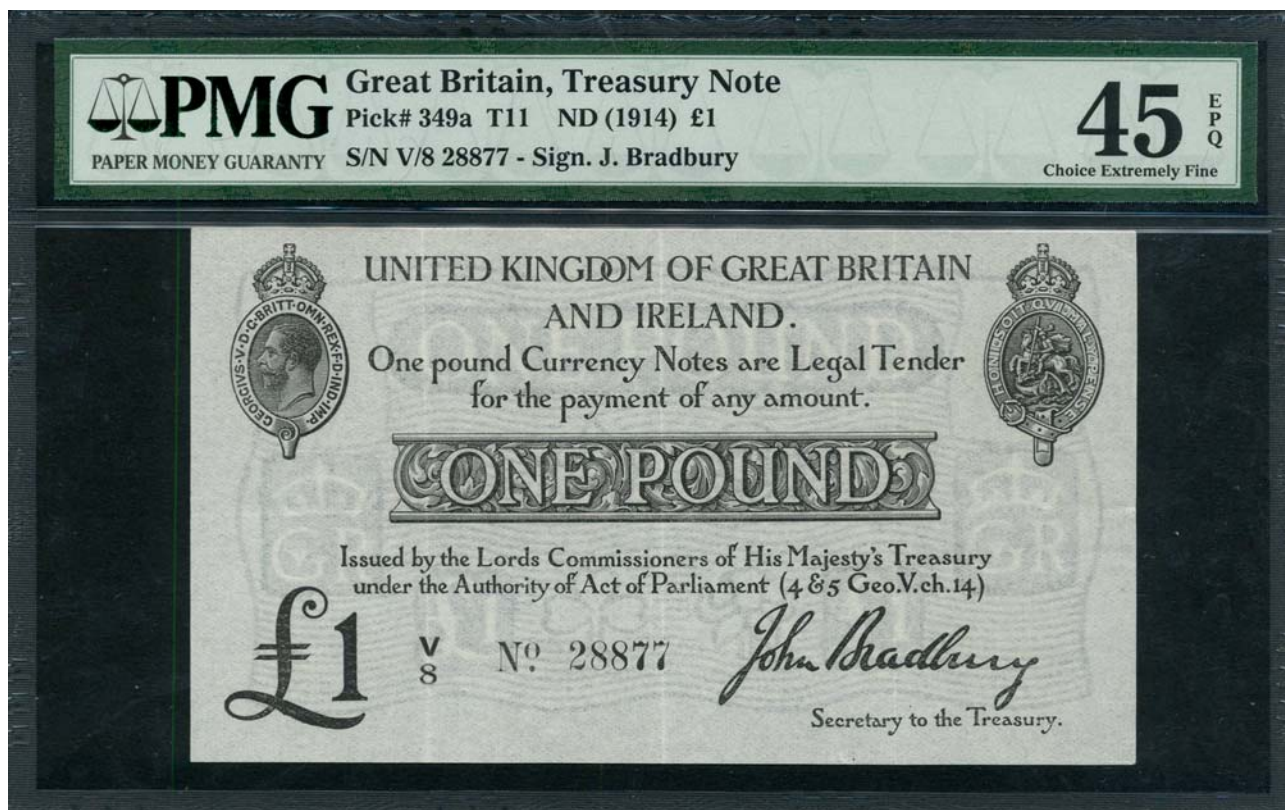 PMG
PAPER MONEY GUARANTY
Great Britain, Treasury Note
Pick# 349a T11 ND (1914) £1
S/N V/8 28877 - Sign. J. Bradbury
45
EPQ
Choice Extremely Fine
UNITED KINGDOM OF GREAT BRITAIN
AND IRELAND.
One pound Currency Notes are Legal Tender
for the payment of any amount.
GEORGIVS·V·D·G·BRITT·OMN·REX·F·D·IND·IMP·
HONI SOIT QVI MAL Y PENSE
ONE POUND
ONE POUND
GR
GR
Issued by the Lords Commissioners of His Majesty's Treasury
under the Authority of Act of Parliament (4 & 5 Geo.V.ch.14)
£1
V/8
Nº 28877
John Bradbury
Secretary to the Treasury.